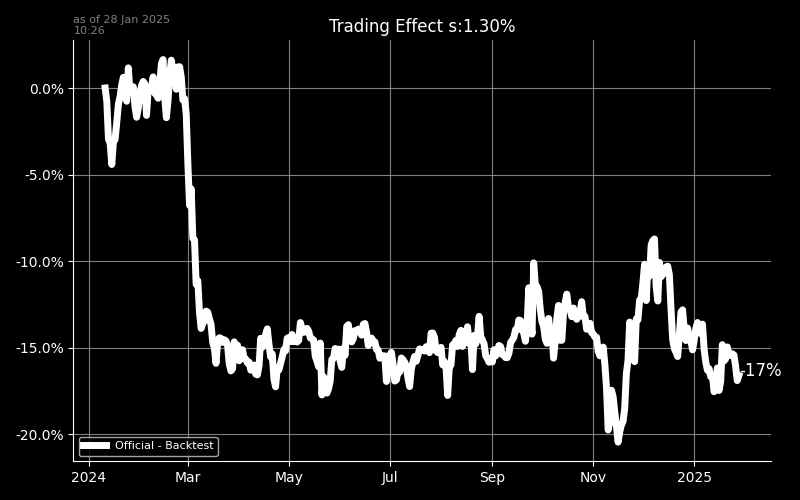 as of 28 Jan 2025
10:26
Trading Effect s:1.30%
0.0%
-5.0%
-10.0%
-15.0%
-20.0%
-17%
Official - Backtest
2024 Mar May Jul Sep Nov 2025